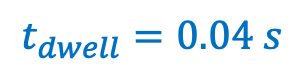 t_dwell = 0.04 s